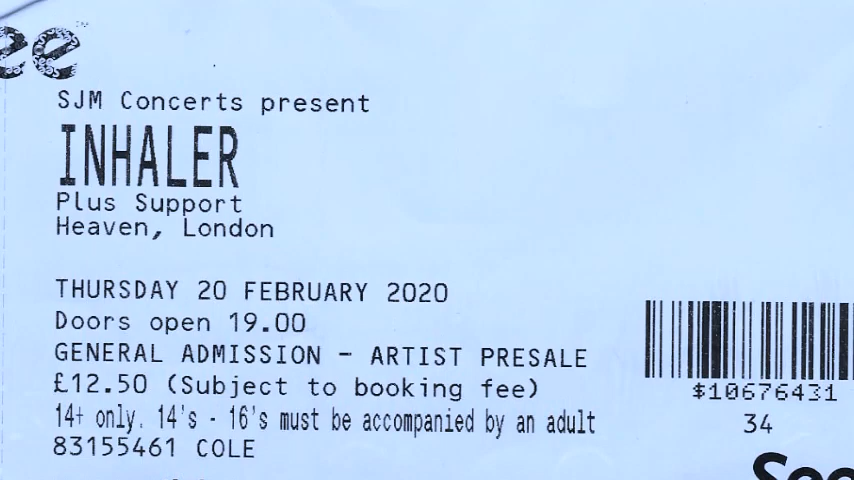 ee
SJM Concerts present
INHALER
Plus Support
Heaven, London
THURSDAY 20 FEBRUARY 2020
Doors open 19.00
GENERAL ADMISSION - ARTIST PRESALE
£12.50 (Subject to booking fee)
14+ only. 14's - 16's must be accompanied by an adult
83155461 COLE
$10676431
34
See